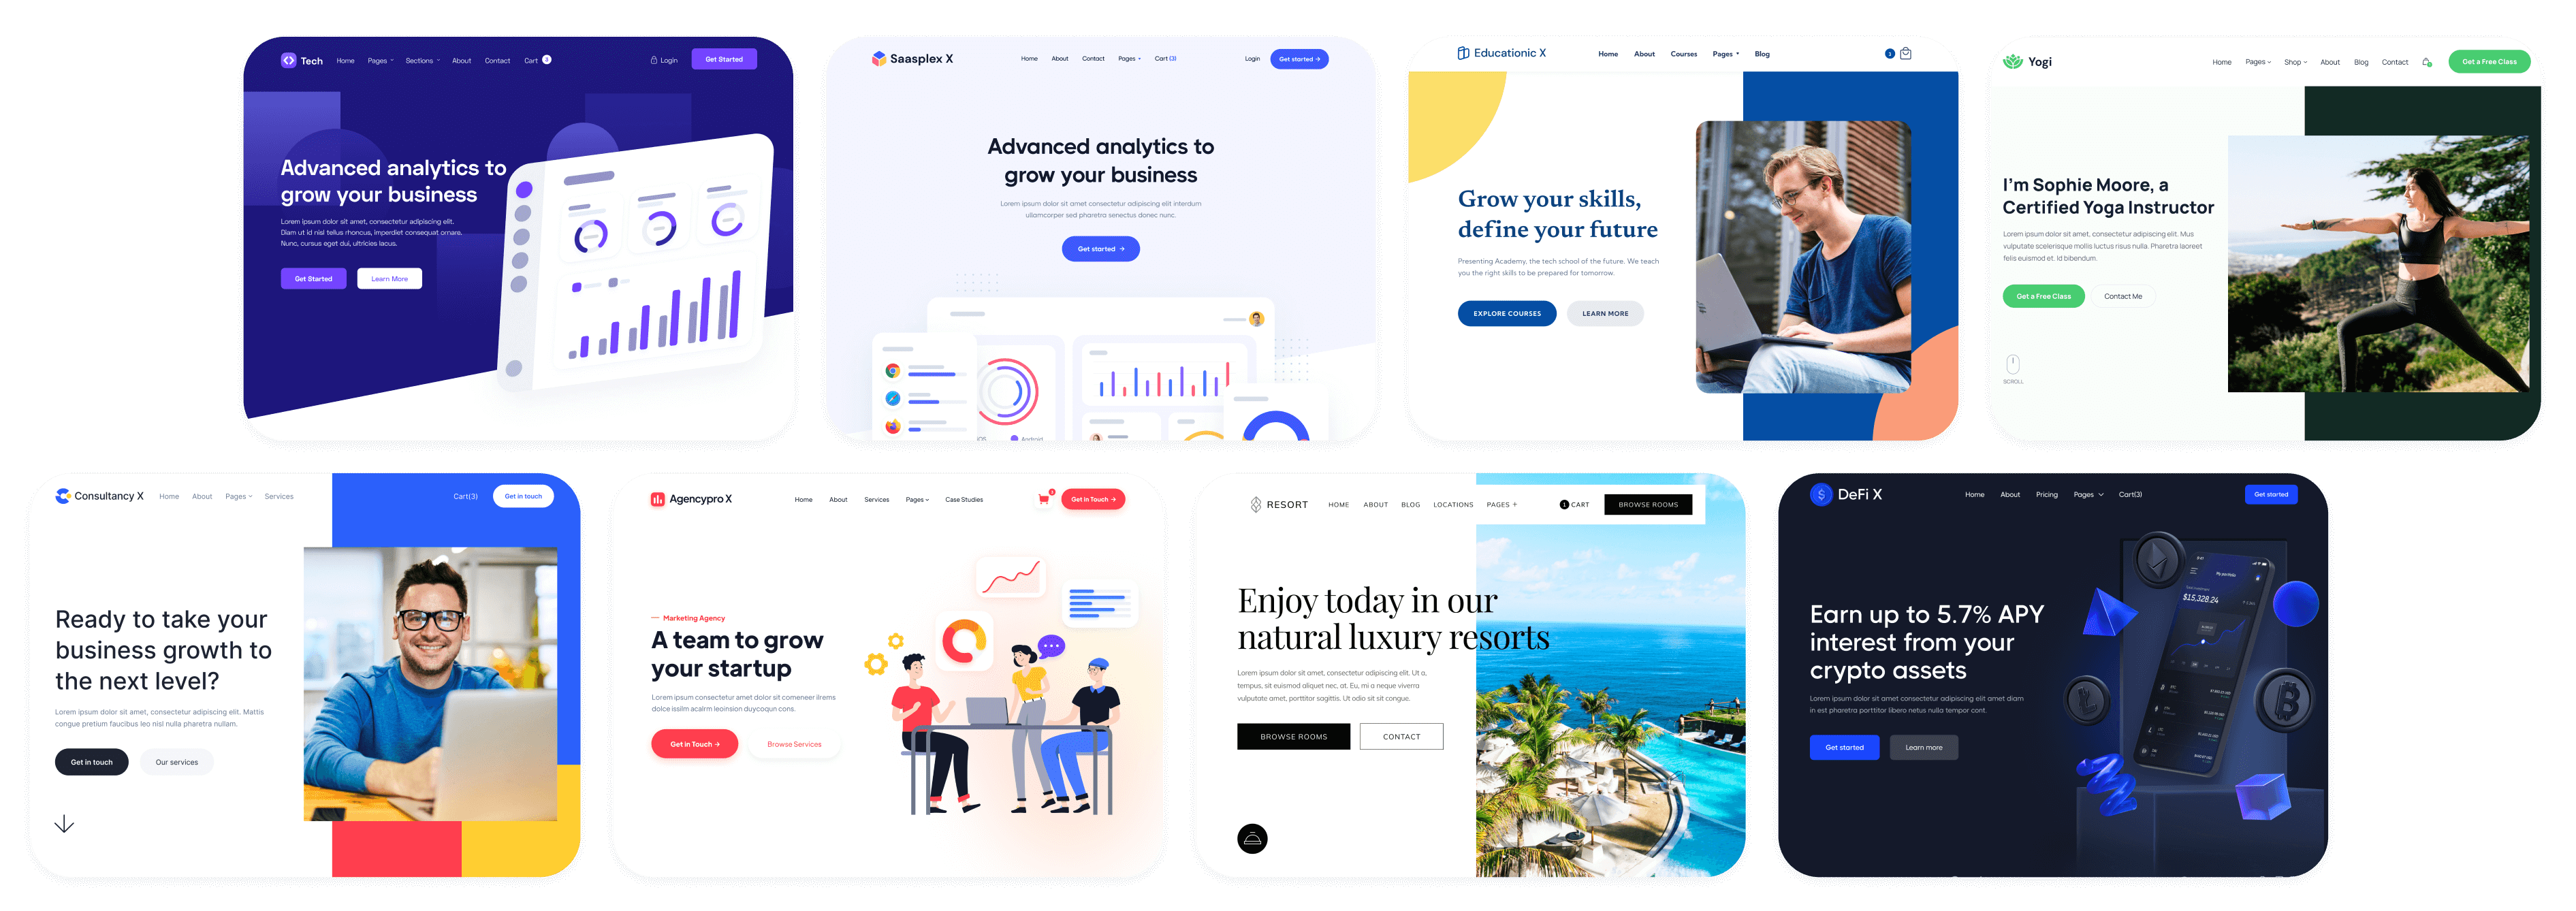 Tech
Home Pages Sections About Contact Cart 3
Login
Get Started
Advanced analytics to
grow your business
Lorem ipsum dolor sit amet, consectetur adipiscing elit.
Diam ut id nisl tellus rhoncus, imperdiet consequat ornare.
Nunc, cursus eget dui, ultricies lacus.
Get Started
Learn More
Saasplex X
Home About Contact Pages Cart (3)
Login
Get started →
Advanced analytics to
grow your business
Lorem ipsum dolor sit amet consectetur adipiscing elit interdum
ullamcorper sed pharetra senectus donec nunc.
Get started →
iOS
Android
Educationic X
Home About Courses Pages Blog
Grow your skills,
define your future
Presenting Academy, the tech school of the future. We teach
you the right skills to be prepared for tomorrow.
EXPLORE COURSES
LEARN MORE
Yogi
Home Pages Shop About Blog Contact
Get a Free Class
I'm Sophie Moore, a
Certified Yoga Instructor
Lorem ipsum dolor sit amet, consectetur adipiscing elit. Mus
vulputate scelerisque mollis luctus risus nulla. Pharetra laoreet
felis euismod et. Id bibendum.
Get a Free Class
Contact Me
SCROLL
Consultancy X
Home About Pages Services
Cart(3)
Get in touch
Ready to take your
business growth to
the next level?
Lorem ipsum dolor sit amet, consectetur adipiscing elit. Mattis
congue pretium faucibus leo nisl nulla pharetra nullam.
Get in touch
Our services
Agencypro X
Home About Services Pages Case Studies
Get in Touch →
Marketing Agency
A team to grow
your startup
Lorem ipsum consectetur amet dolor sit comeneer ilrems
dolce issilm acalrm leoinsion duycoqun cons.
Get in Touch →
Browse Services
RESORT
HOME ABOUT BLOG LOCATIONS PAGES +
1 CART
BROWSE ROOMS
Enjoy today in our
natural luxury resorts
Lorem ipsum dolor sit amet, consectetur adipiscing elit. Ut a,
tempus, sit euismod aliquet nec, at. Eu, mi a neque viverra
vulputate amet, porttitor sagittis. Ut odio sit sit congue.
BROWSE ROOMS
CONTACT
DeFi X
Home About Pricing Pages Cart(3)
Get started
Earn up to 5.7% APY
interest from your
crypto assets
Lorem ipsum dolor sit amet consectetur adipiscing elit amet diam
in est pharetra porttitor libero netus nulla tempor cont.
Get started
Learn more
My portfolio
$15,328.24